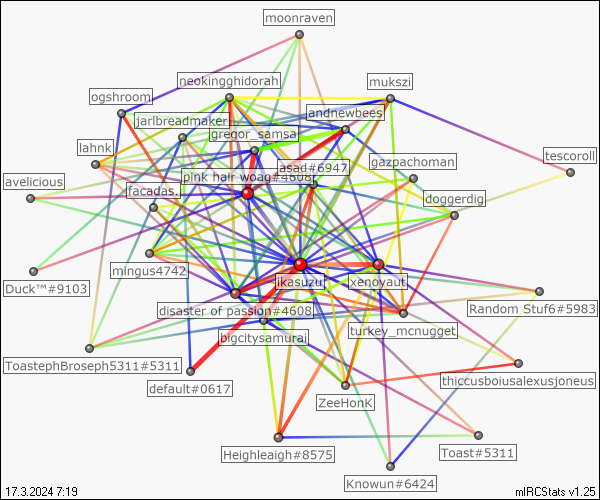 moonraven
neokingghidorah
mukszi
ogshroom
andnewbees
jarlbreadmaker
gregor_samsa
lahnk
asad#6947
gazpachoman
tescoroll
pink hair woag#4608
avelicious
facadas.
doggerdig
mingus4742
ikasuzu
xenoyaut
Duck™#9103
Random Stuf6#5983
disaster of passion#4608
turkey_mcnugget
bigcitysamurai
ToastephBroseph5311#5311
thiccusboiusalexusjoneus
default#0617
ZeeHonK
Heighleaigh#8575
Toast#5311
Knowun#6424
17.3.2024 7:19
mIRCStats v1.25